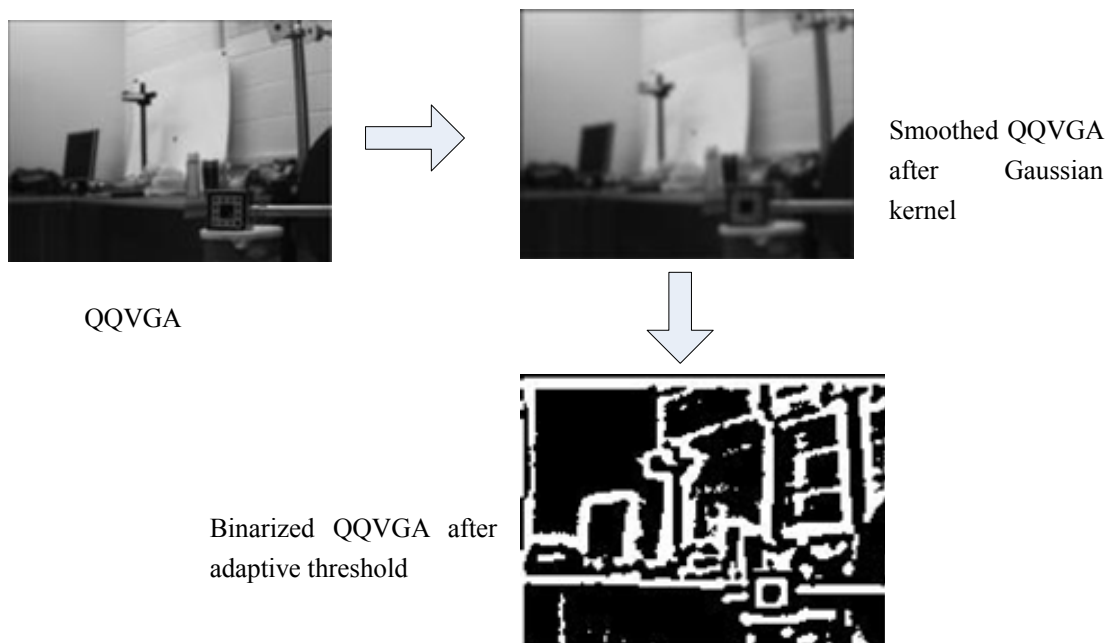 Smoothed QQVGA
after Gaussian
kernel
QQVGA
Binarized QQVGA after
adaptive threshold